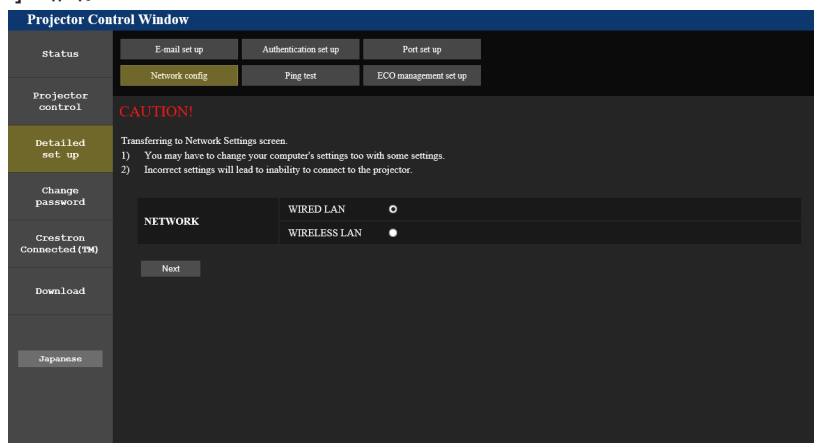 Projector Control Window
Status
Projector
control
Detailed
set up
Change
password
Crestron
Connected(TM)
Download
Japanese
E-mail set up
Authentication set up
Port set up
Network config
Ping test
ECO management set up
CAUTION!
Transferring to Network Settings screen.
1) You may have to change your computer's settings too with some settings.
2) Incorrect settings will lead to inability to connect to the projector.
NETWORK
WIRED LAN
WIRELESS LAN
Next